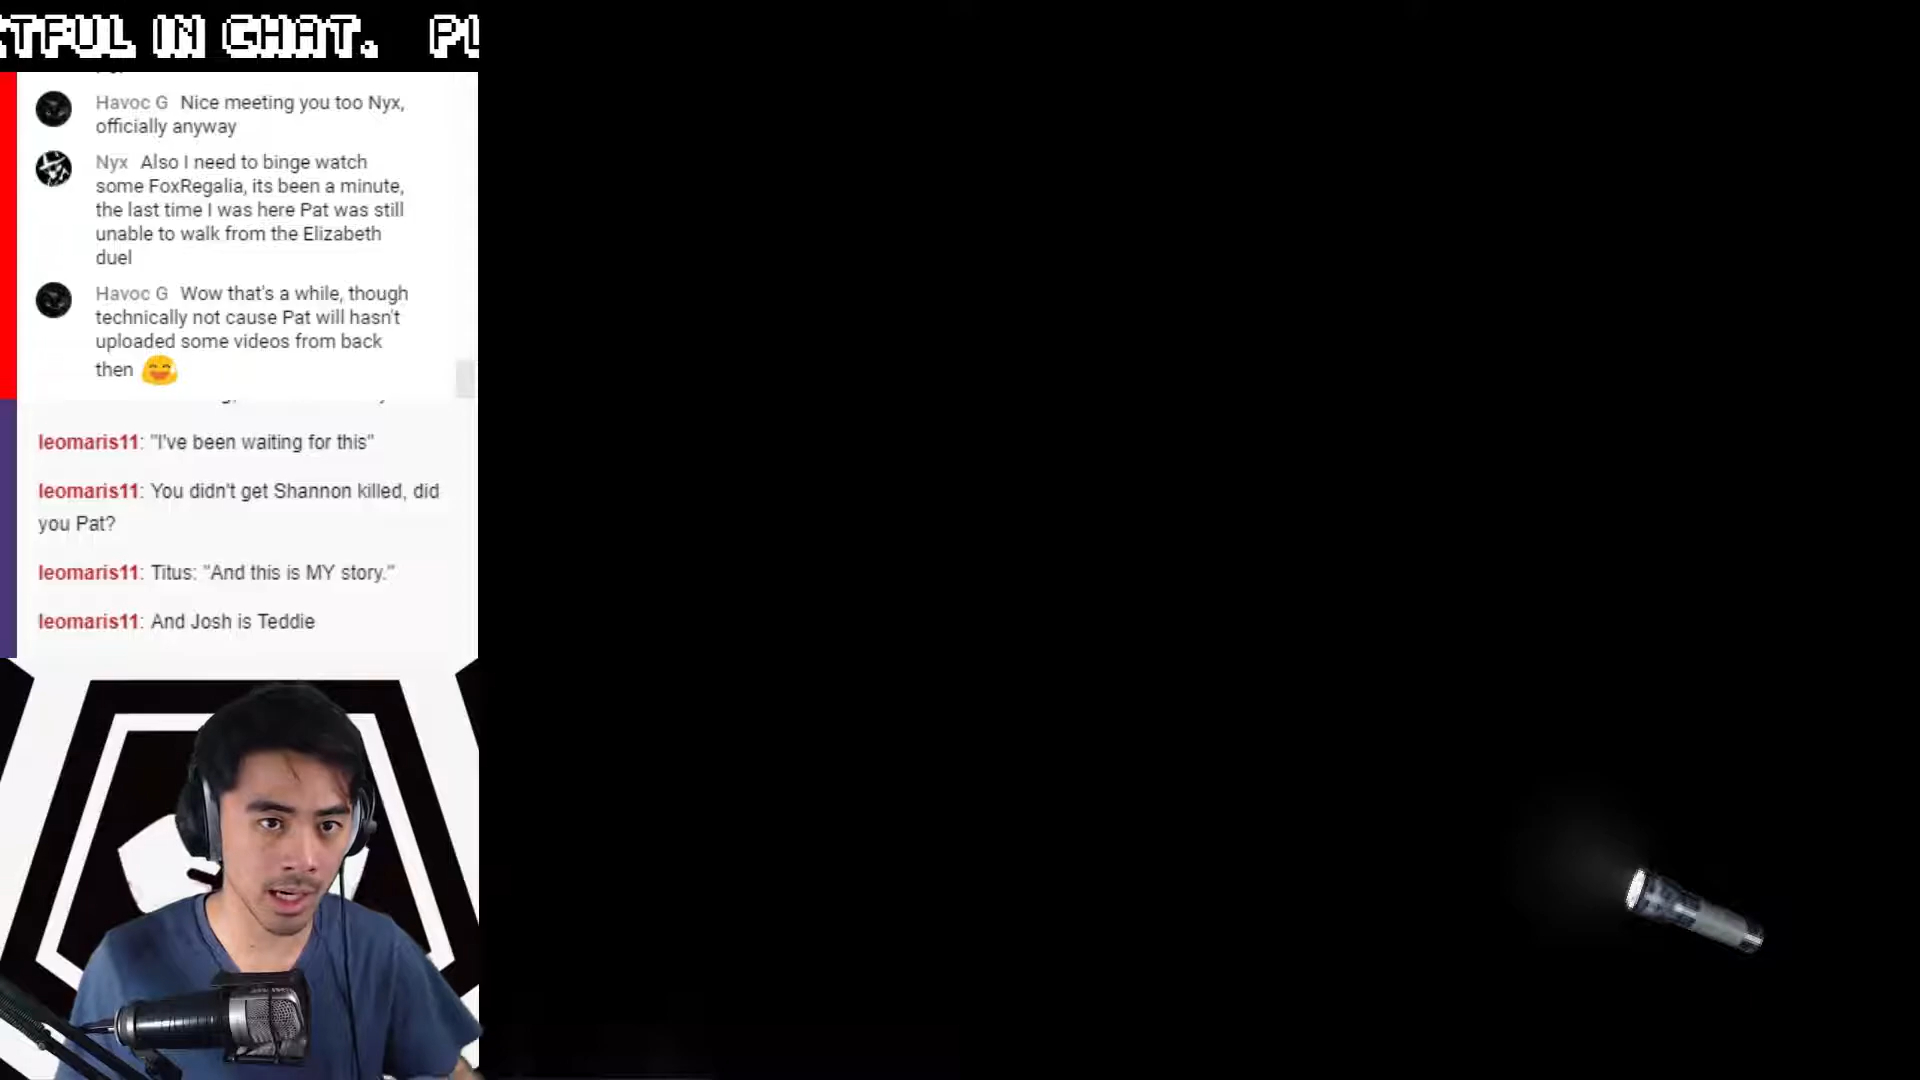 TFUL IN CHAT. PL
Havoc G Nice meeting you too Nyx,
officially anyway
Nyx Also I need to binge watch
some FoxRegalia, its been a minute,
the last time I was here Pat was still
unable to walk from the Elizabeth
duel
Havoc G Wow that's a while, though
technically not cause Pat will hasn't
uploaded some videos from back
then
leomaris11: "I've been waiting for this"
leomaris11: You didn't get Shannon killed, did
you Pat?
leomaris11: Titus: "And this is MY story."
leomaris11: And Josh is Teddie